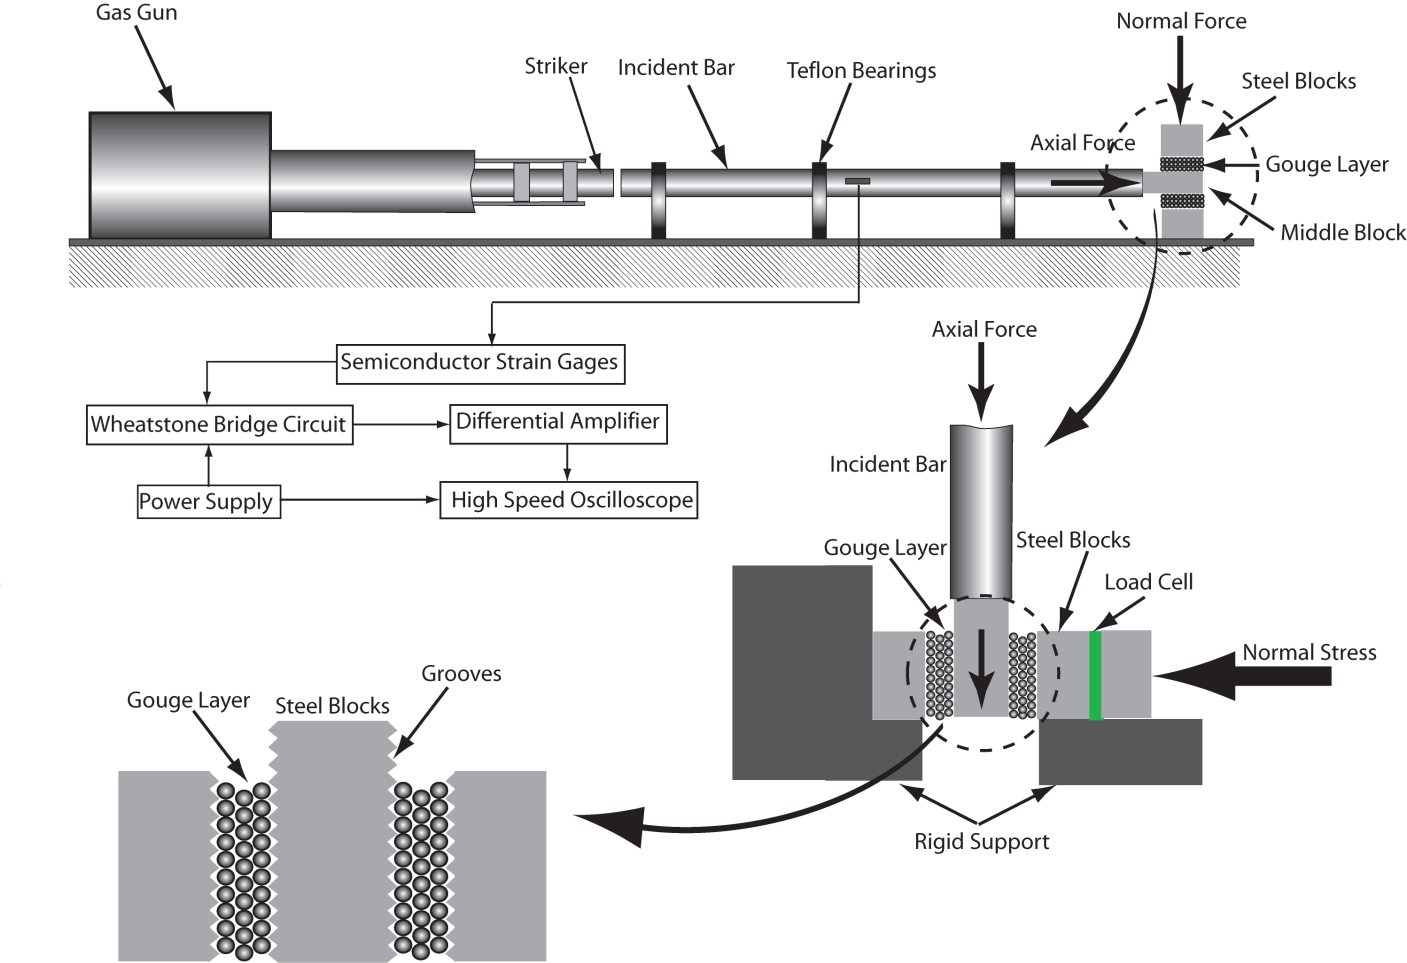 Gas Gun
Normal Force
Striker
Incident Bar
Teflon Bearings
Steel Blocks
Axial Force
Gouge Layer
Middle Block
Semiconductor Strain Gages
Wheatstone Bridge Circuit
Differential Amplifier
Power Supply
High Speed Oscilloscope
Axial Force
Incident Bar
Gouge Layer
Steel Blocks
Load Cell
Normal Stress
Rigid Support
Grooves
Gouge Layer
Steel Blocks